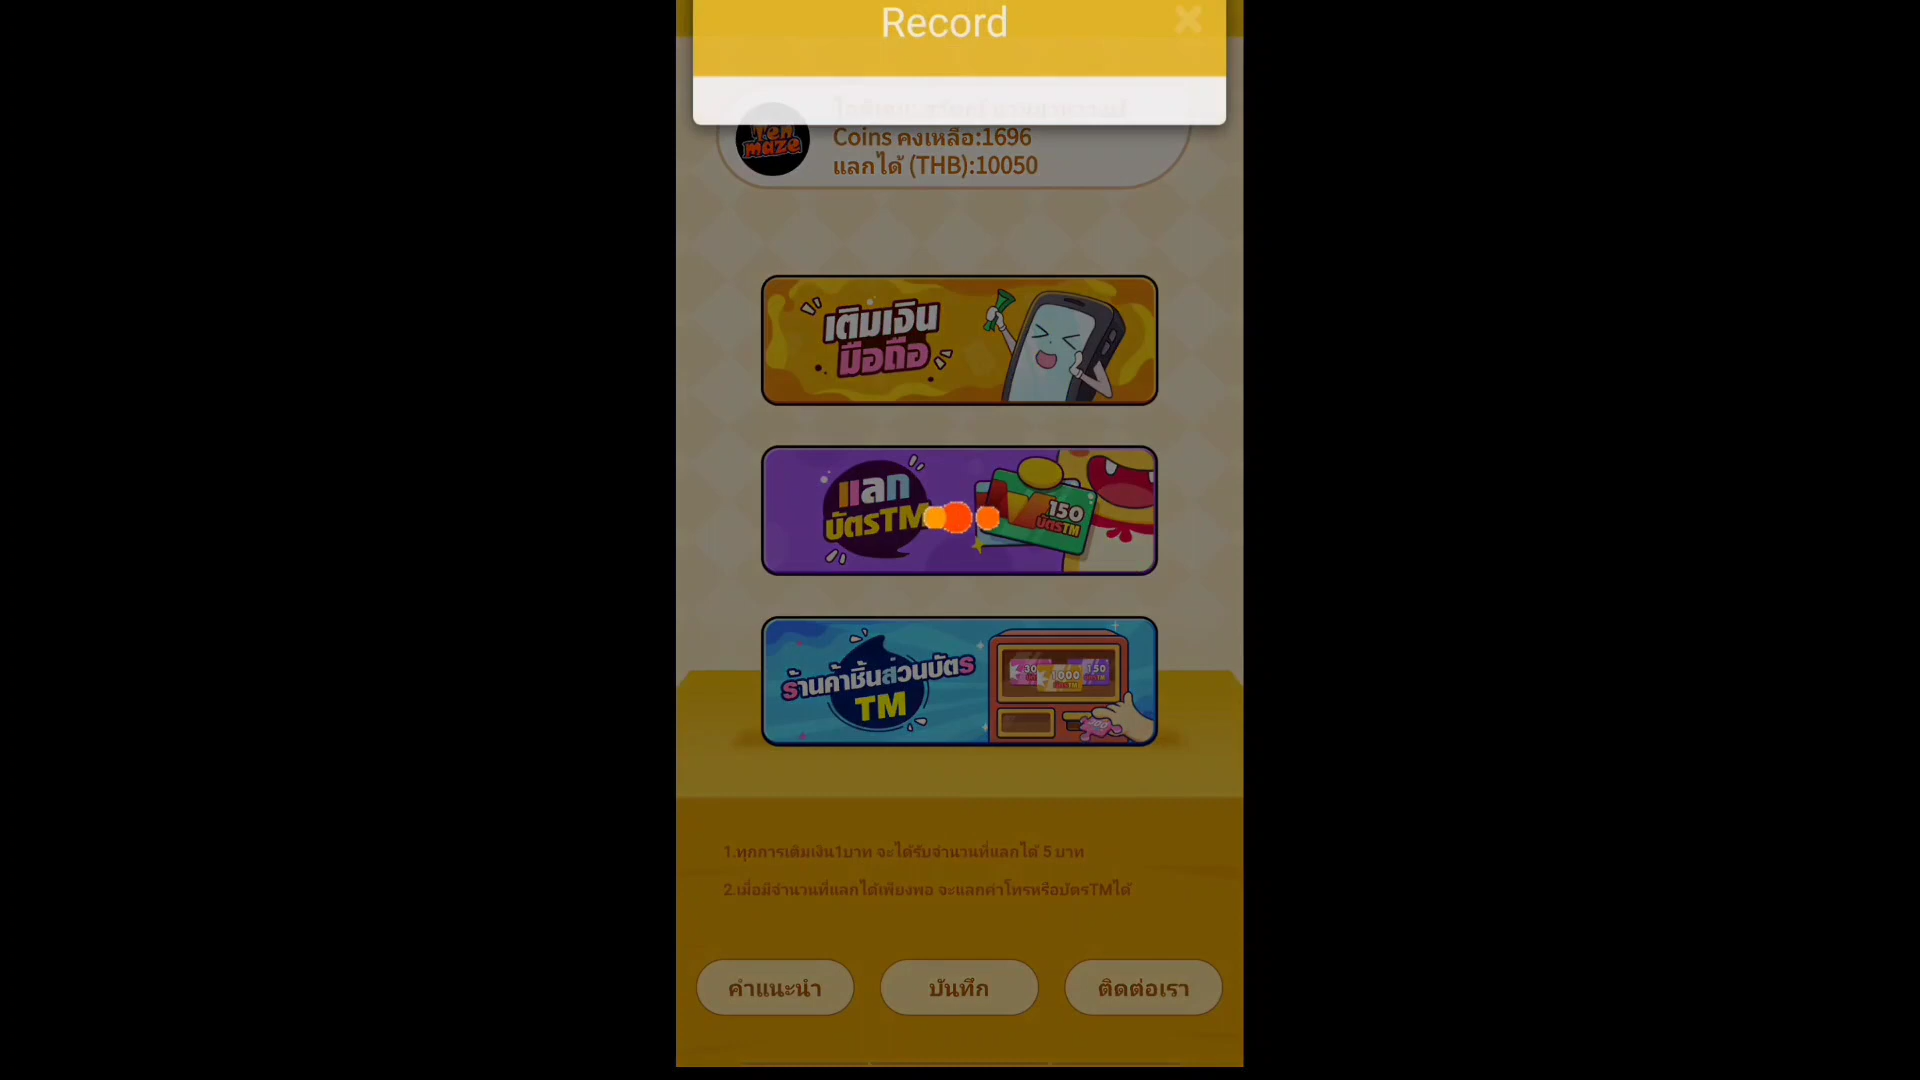 Record
Ten
maze
Coins คงเหลือ:1696
แลกได้ (THB):10050
เติมเงิน
มือถือ
แลก
บัตรTM
150
บัตรTM
ร้านค้าชิ้นส่วนบัตร
TM
30
1000
150
300
1.ทุกการเติมเงิน1บาท จะได้รับจำนวนที่แลกได้ 5 บาท
2.เมื่อมีจำนวนที่แลกได้เพียงพอ จะแลกค่าโทรหรือบัตรTMได้
คำแนะนำ
บันทึก
ติดต่อเรา